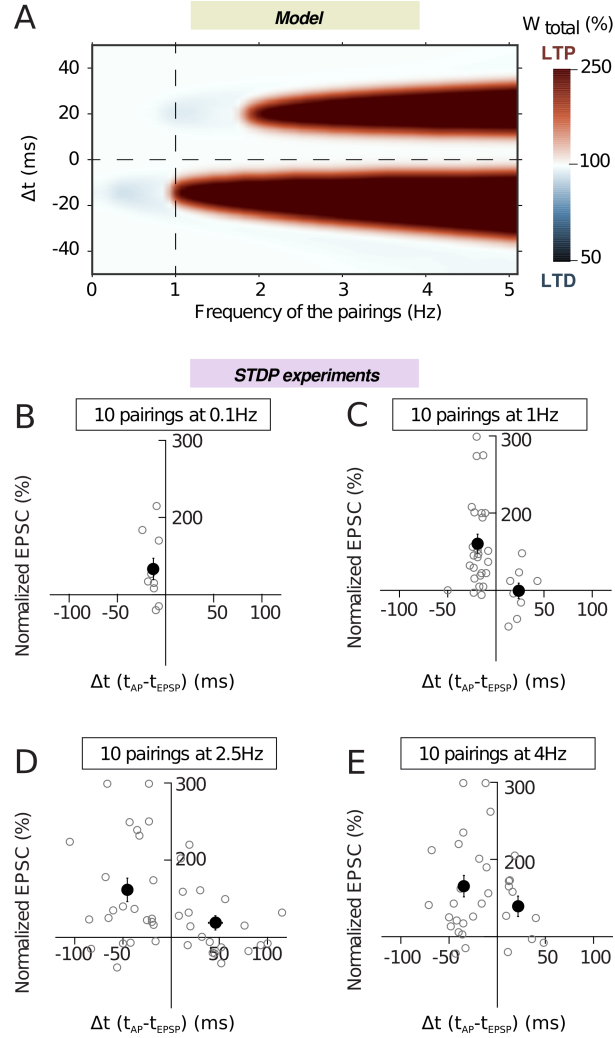 A
Model
W total (%)
LTP
250
100
50
LTD
Δt (ms)
40
20
0
-20
-40
0 1 2 3 4 5
Frequency of the pairings (Hz)
STDP experiments
B
10 pairings at 0.1Hz
Normalized EPSC (%)
300
200
-100 -50 50 100
Δt (tAP-tEPSP) (ms)
C
10 pairings at 1Hz
Normalized EPSC (%)
300
200
-100 -50 50 100
Δt (tAP-tEPSP) (ms)
D
10 pairings at 2.5Hz
Normalized EPSC (%)
300
200
-100 -50 50 100
Δt (tAP-tEPSP) (ms)
E
10 pairings at 4Hz
Normalized EPSC (%)
300
200
-100 -50 50 100
Δt (tAP-tEPSP) (ms)